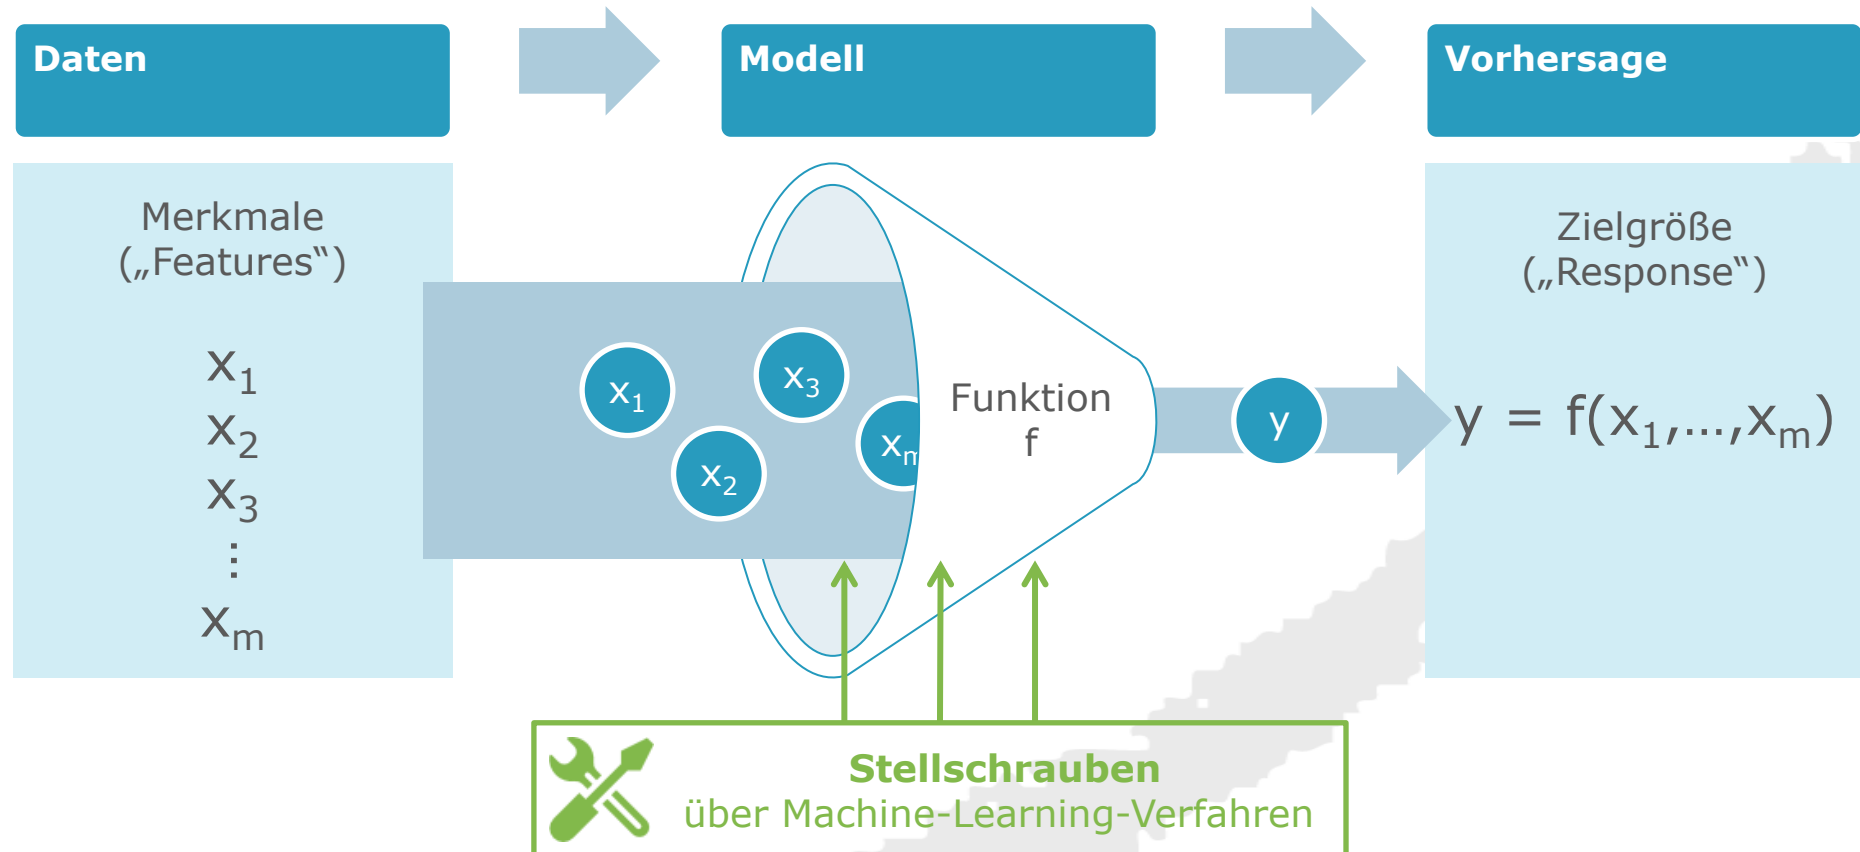 Daten
Modell
Vorhersage
Merkmale
(„Features“)
x₁
x₂
x₃
⋮
xₘ
x₁
x₂
x₃
xₘ
Funktion
f
y
Zielgröße
(„Response“)
y = f(x₁,…,xₘ)
Stellschrauben
über Machine-Learning-Verfahren